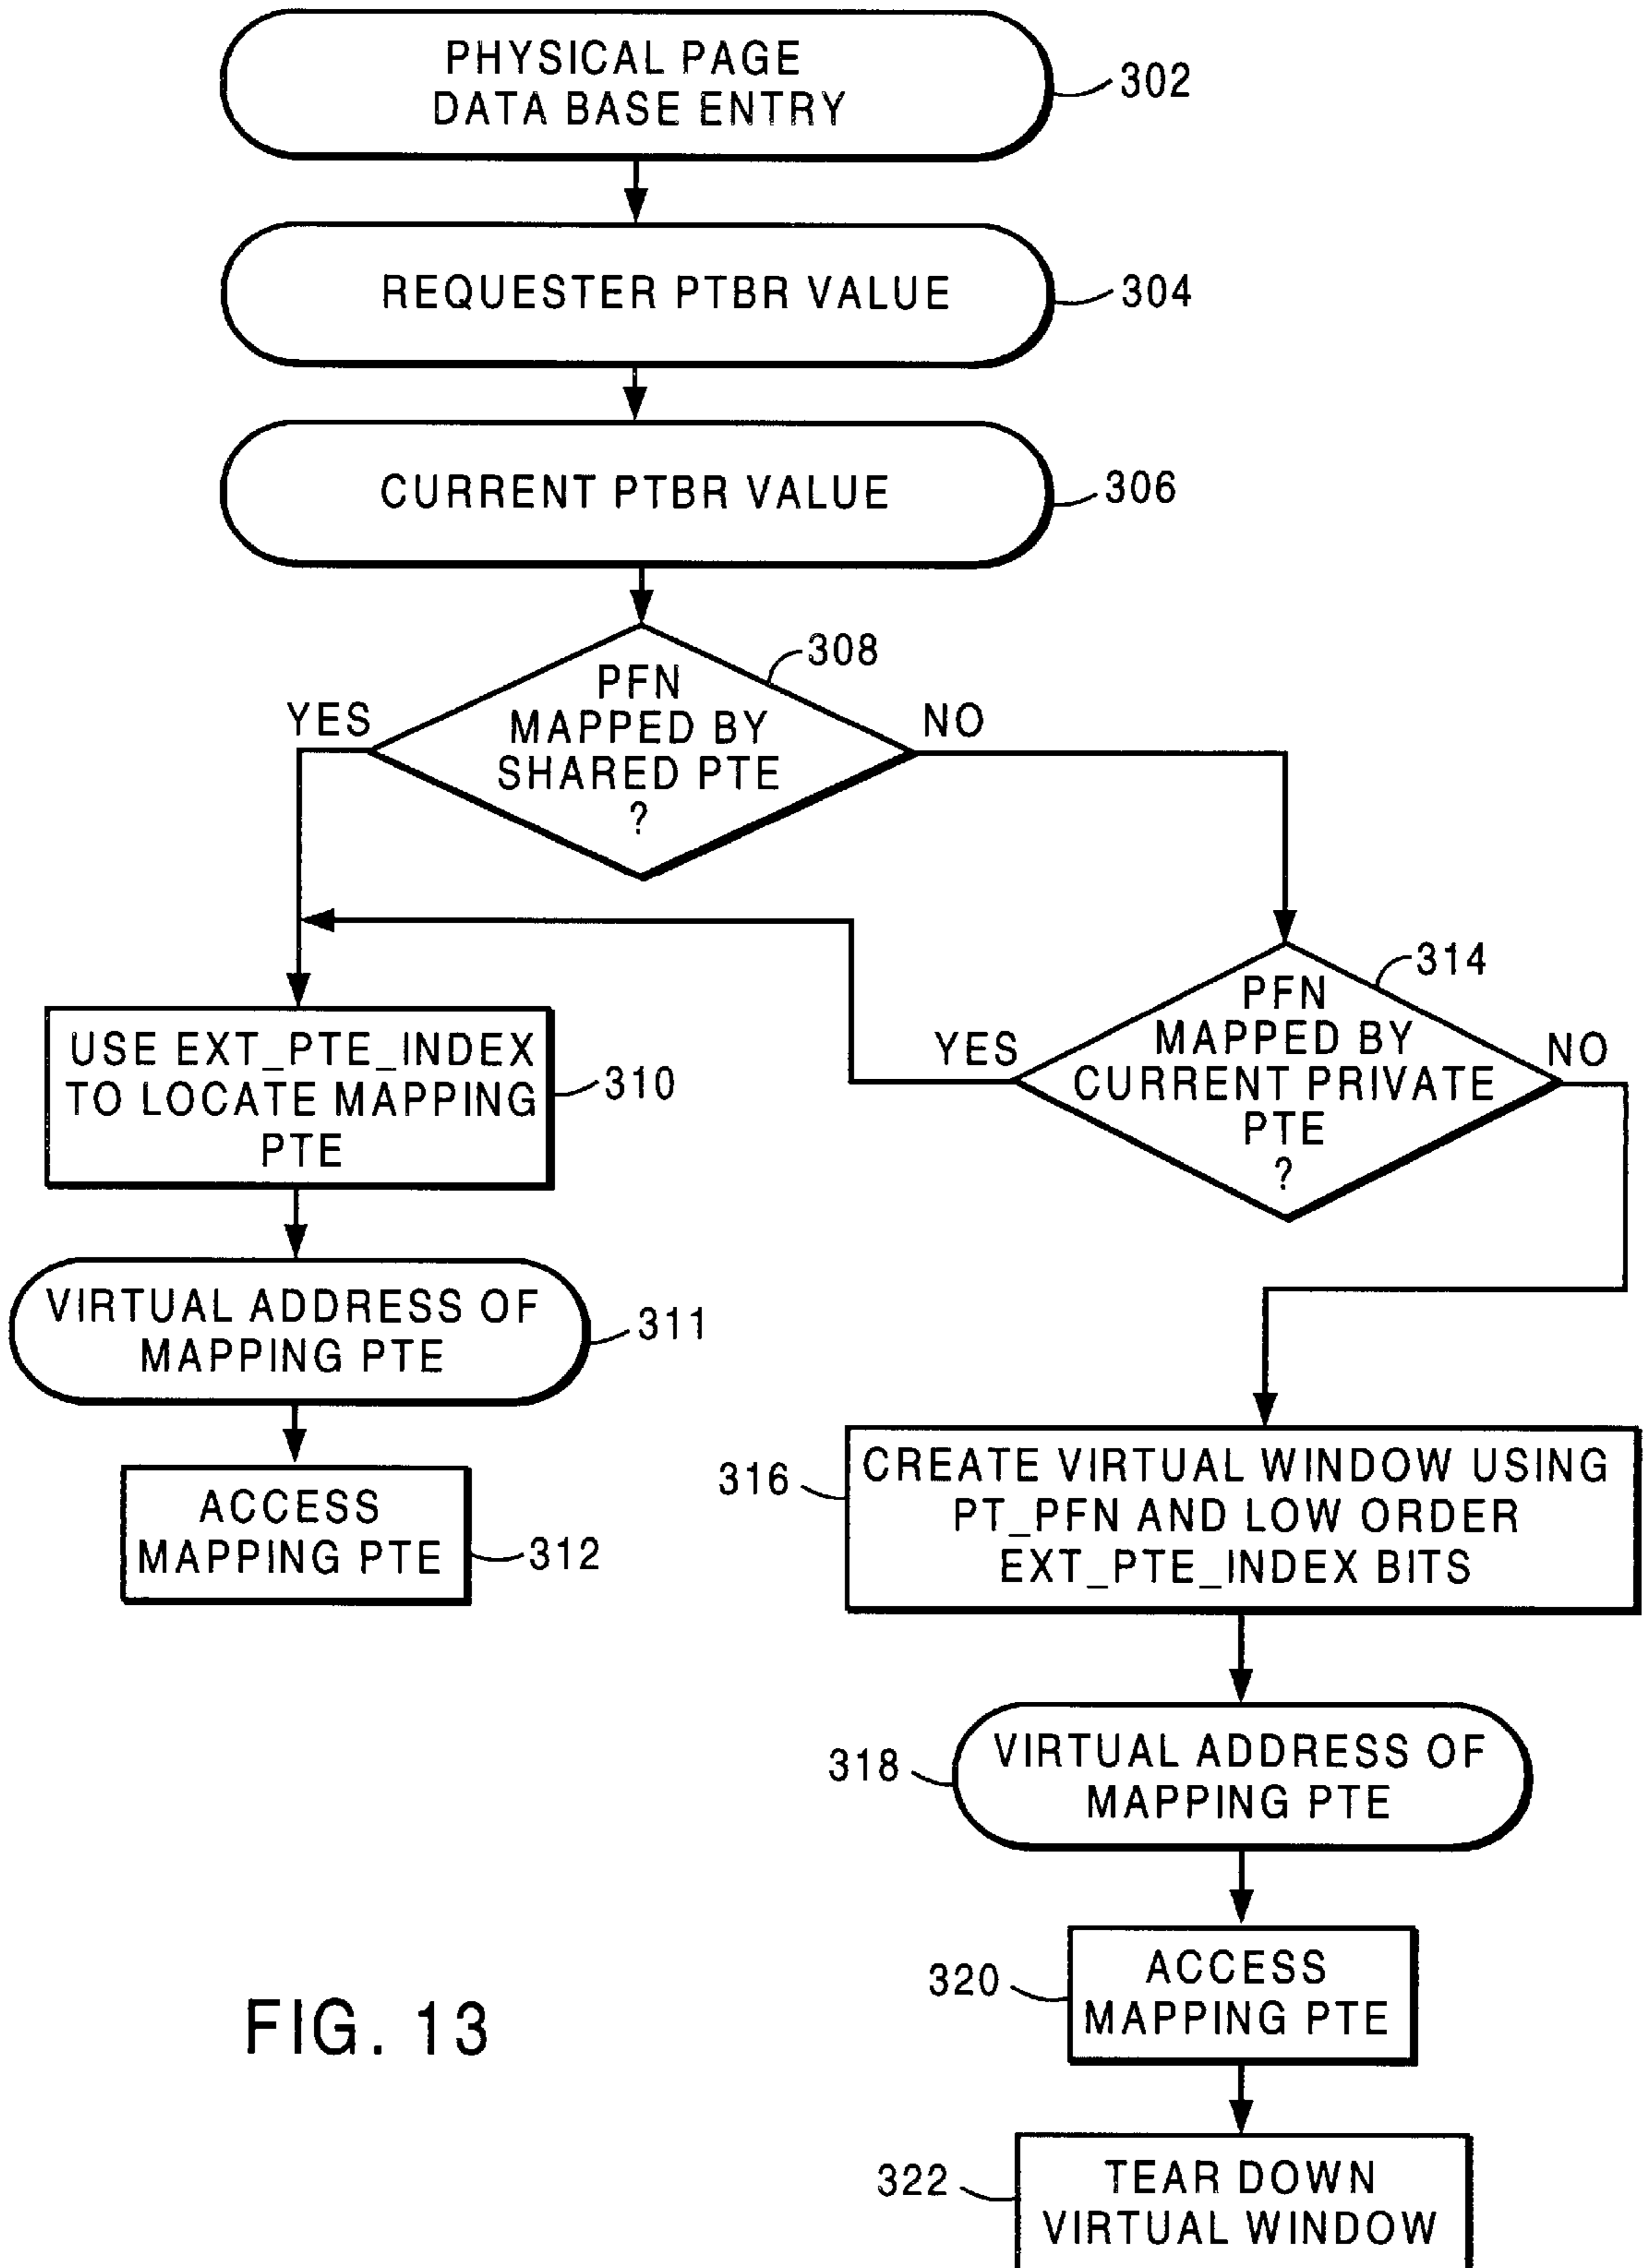 PHYSICAL PAGE
DATA BASE ENTRY
302
REQUESTER PTBR VALUE
304
CURRENT PTBR VALUE
306
308
PFN
MAPPED BY
SHARED PTE
?
YES
NO
314
PFN
MAPPED BY
CURRENT PRIVATE
PTE
?
YES
NO
USE EXT_PTE_INDEX
TO LOCATE MAPPING
PTE
310
VIRTUAL ADDRESS OF
MAPPING PTE
311
ACCESS
MAPPING PTE
312
316
CREATE VIRTUAL WINDOW USING
PT_PFN AND LOW ORDER
EXT_PTE_INDEX BITS
318
VIRTUAL ADDRESS OF
MAPPING PTE
320
ACCESS
MAPPING PTE
322
TEAR DOWN
VIRTUAL WINDOW
FIG. 13